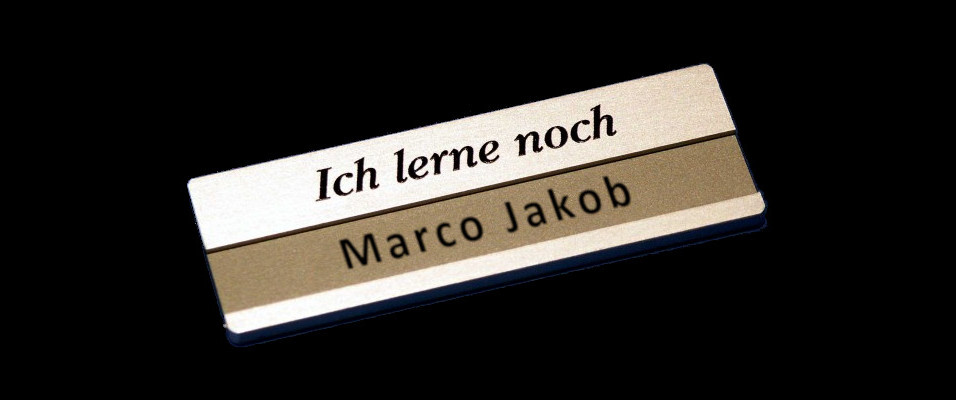 Ich lerne noch
Marco Jakob